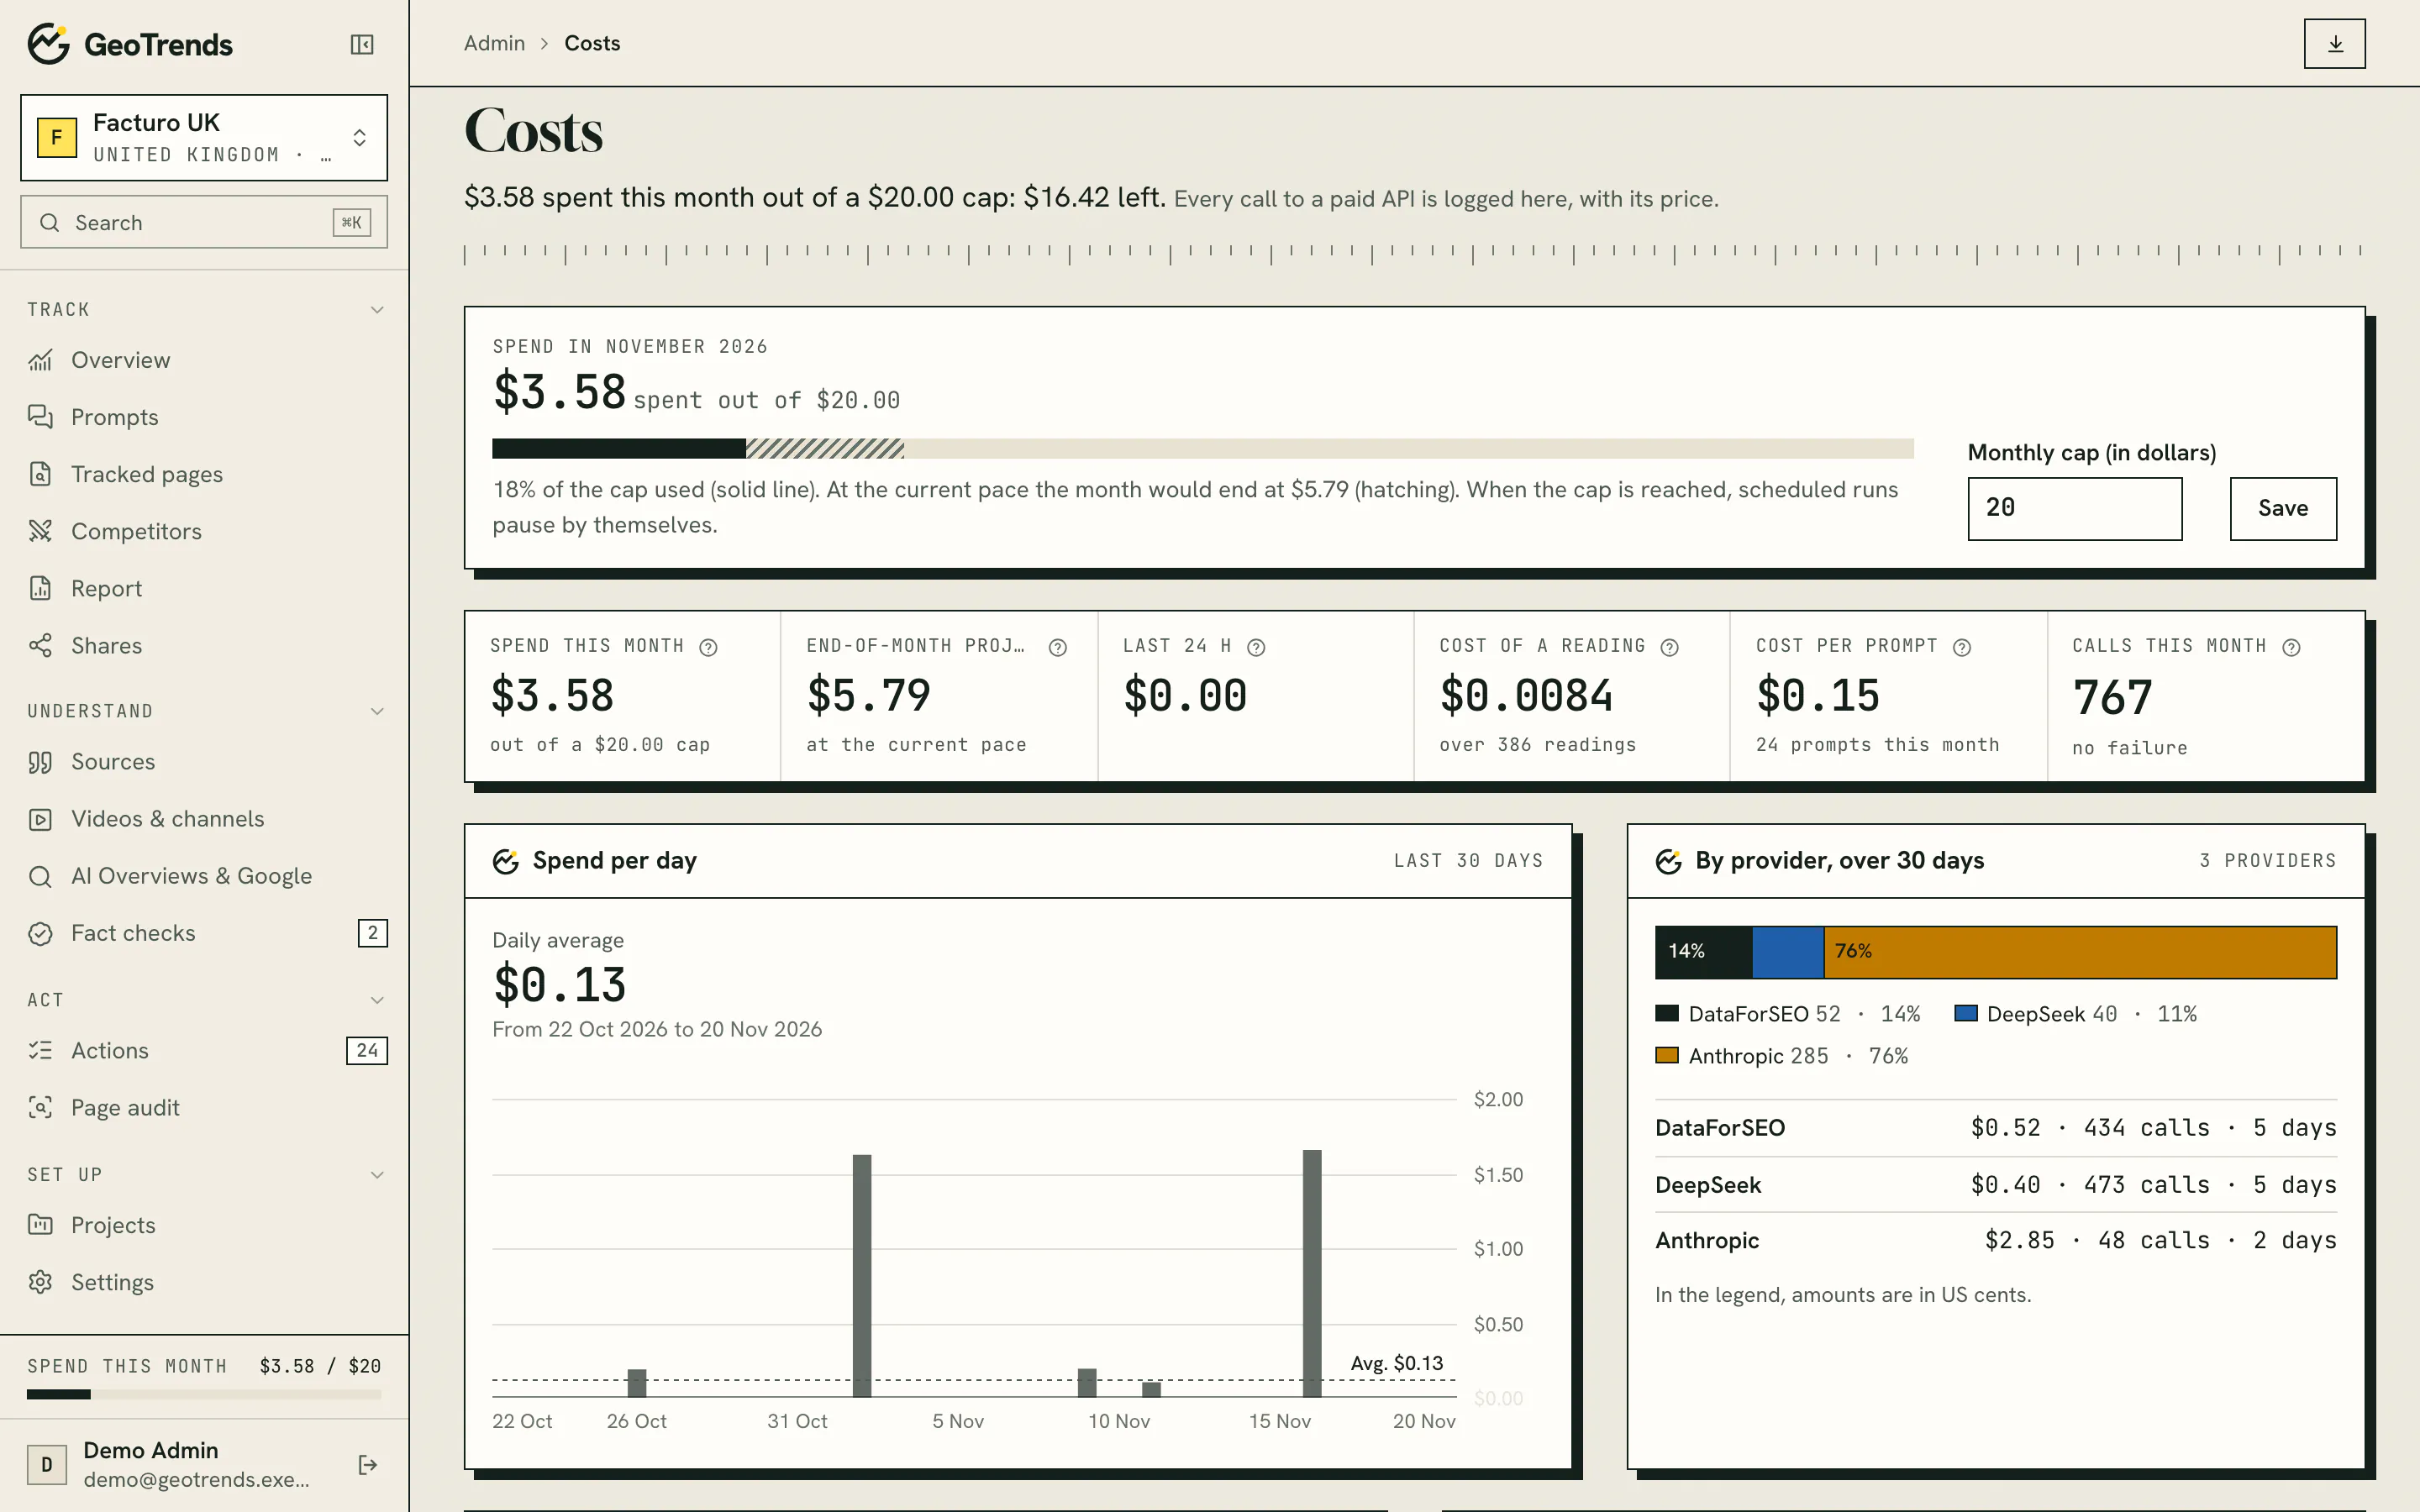 GeoTrends
F
Facturo UK
UNITED KINGDOM · …
Search
⌘K
TRACK
Overview
Prompts
Tracked pages
Competitors
Report
Shares
UNDERSTAND
Sources
Videos & channels
AI Overviews & Google
Fact checks
2
ACT
Actions
24
Page audit
SET UP
Projects
Settings
SPEND THIS MONTH $3.58 / $20
D
Demo Admin
demo@geotrends.exe…
Admin > Costs
Costs
$3.58 spent this month out of a $20.00 cap: $16.42 left. Every call to a paid API is logged here, with its price.
SPEND IN NOVEMBER 2026
$3.58 spent out of $20.00
18% of the cap used (solid line). At the current pace the month would end at $5.79 (hatching). When the cap is reached, scheduled runs
pause by themselves.
Monthly cap (in dollars)
20
Save
SPEND THIS MONTH
$3.58
out of a $20.00 cap
END-OF-MONTH PROJ…
$5.79
at the current pace
LAST 24 H
$0.00
COST OF A READING
$0.0084
over 386 readings
COST PER PROMPT
$0.15
24 prompts this month
CALLS THIS MONTH
767
no failure
Spend per day
LAST 30 DAYS
Daily average
$0.13
From 22 Oct 2026 to 20 Nov 2026
$2.00
$1.50
$1.00
$0.50
Avg. $0.13
$0.00
22 Oct 26 Oct 31 Oct 5 Nov 10 Nov 15 Nov 20 Nov
By provider, over 30 days
3 PROVIDERS
14% 76%
DataForSEO 52 · 14% DeepSeek 40 · 11%
Anthropic 285 · 76%
DataForSEO $0.52 · 434 calls · 5 days
DeepSeek $0.40 · 473 calls · 5 days
Anthropic $2.85 · 48 calls · 2 days
In the legend, amounts are in US cents.